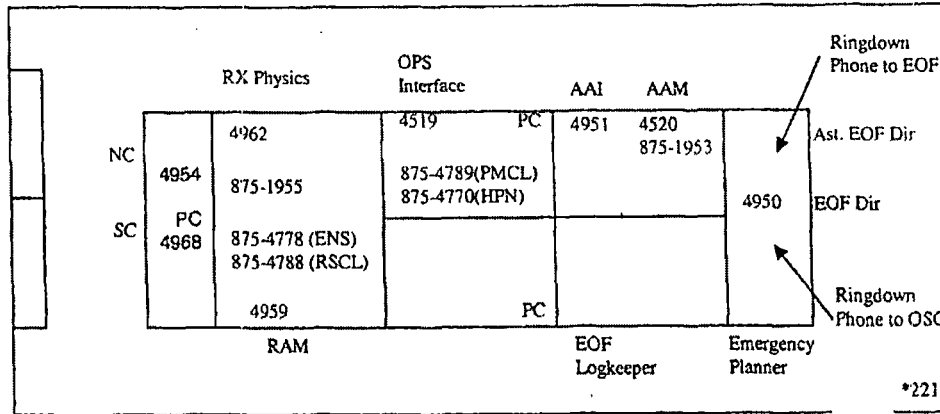 Ringdown
Phone to EOF
OPS
Interface
RX Physics
AAI
AAM
4962
4519
PC
4951
4520
875-1953
Ast. EOF Dir
NC
4954
875-1955
875-4789(PMCL)
875-4770(HPN)
4950
EOF Dir
SC
PC
4968
875-4778 (ENS)
875-4788 (RSCL)
4959
PC
Ringdown
Phone to OSC
RAM
EOF
Logkeeper
Emergency
Planner
*221